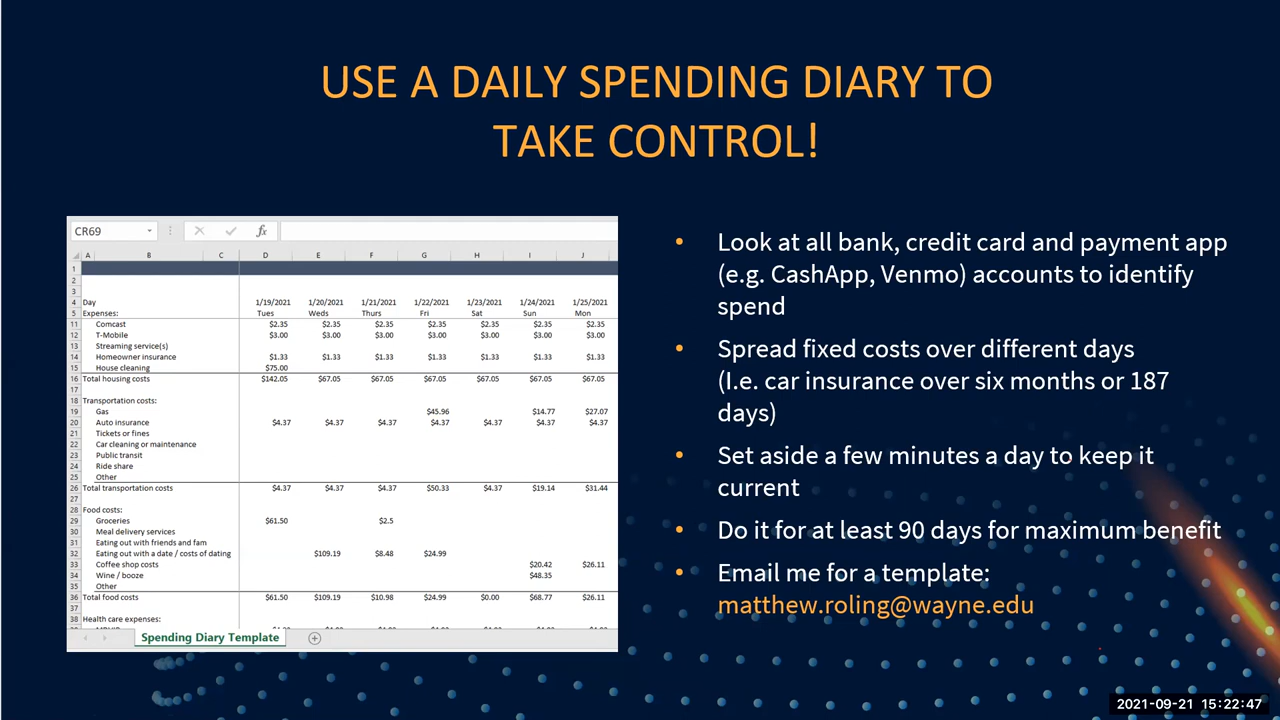 USE A DAILY SPENDING DIARY TO
TAKE CONTROL!
CR69
fx
A B C D E F G H I J
1
2
3
4 Day 1/19/2021 1/20/2021 1/21/2021 1/22/2021 1/23/2021 1/24/2021 1/25/2021
5 Expenses: Tues Weds Thurs Fri Sat Sun Mon
11 Comcast $2.35 $2.35 $2.35 $2.35 $2.35 $2.35 $2.35
12 T-Mobile $3.00 $3.00 $3.00 $3.00 $3.00 $3.00 $3.00
13 Streaming service(s)
14 Homeowner insurance $1.33 $1.33 $1.33 $1.33 $1.33 $1.33 $1.33
15 House cleaning $75.00
16 Total housing costs $142.05 $67.05 $67.05 $67.05 $67.05 $67.05 $67.05
17
18 Transportation costs:
19 Gas $45.96 $14.77 $27.07
20 Auto insurance $4.37 $4.37 $4.37 $4.37 $4.37 $4.37 $4.37
21 Tickets or fines
22 Car cleaning or maintenance
23 Public transit
24 Ride share
25 Other
26 Total transportation costs $4.37 $4.37 $4.37 $50.33 $4.37 $19.14 $31.44
27
28 Food costs:
29 Groceries $61.50 $2.5
30 Meal delivery services
31 Eating out with friends and fam
32 Eating out with a date / costs of dating $109.19 $8.48 $24.99
33 Coffee shop costs $20.42 $26.11
34 Wine / booze $48.35
35 Other
36 Total food costs $61.50 $109.19 $10.98 $24.99 $0.00 $68.77 $26.11
37
38 Health care expenses:
Spending Diary Template
• Look at all bank, credit card and payment app
(e.g. CashApp, Venmo) accounts to identify
spend
• Spread fixed costs over different days
(I.e. car insurance over six months or 187
days)
• Set aside a few minutes a day to keep it
current
• Do it for at least 90 days for maximum benefit
• Email me for a template:
matthew.roling@wayne.edu
2021-09-21 15:22:47